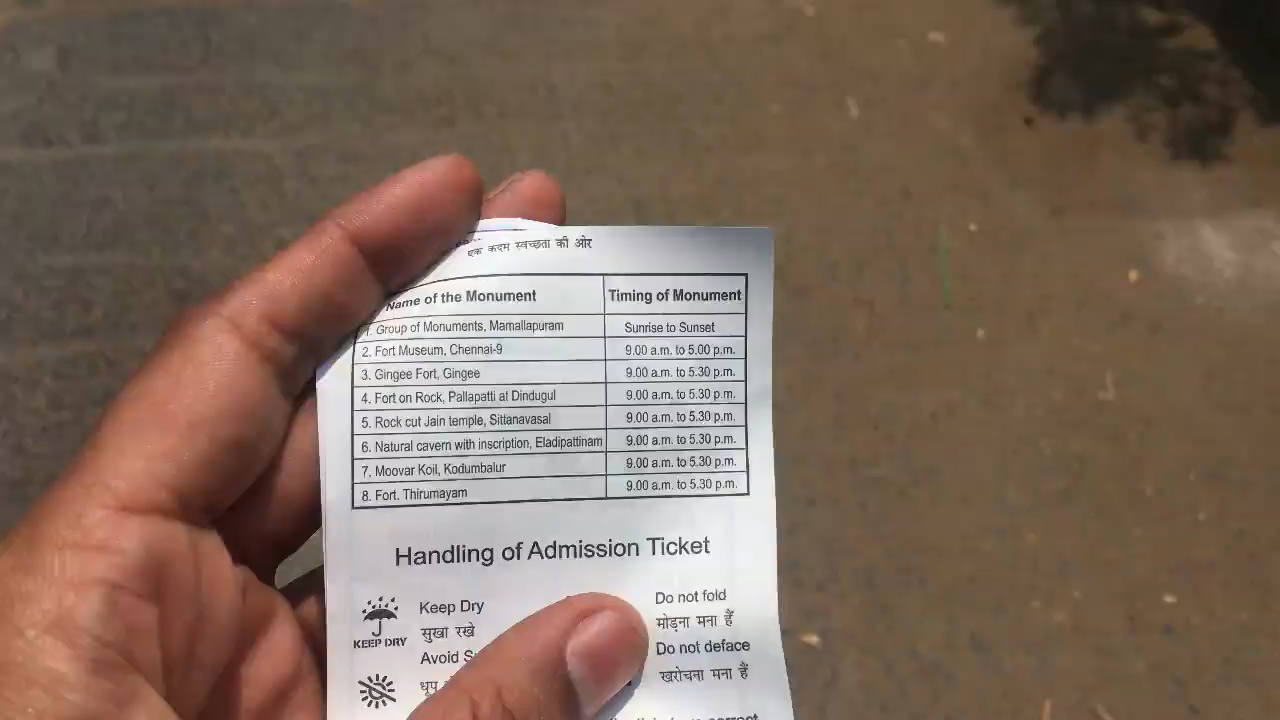 एक कदम स्वच्छता की ओर
Name of the Monument Timing of Monument
1. Group of Monuments, Mamallapuram Sunrise to Sunset
2. Fort Museum, Chennai-9 9.00 a.m. to 5.00 p.m.
3. Gingee Fort, Gingee 9.00 a.m. to 5.30 p.m.
4. Fort on Rock, Pallapatti at Dindugul 9.00 a.m. to 5.30 p.m.
5. Rock cut Jain temple, Sittanavasal 9.00 a.m. to 5.30 p.m.
6. Natural cavern with inscription, Eladipattinam 9.00 a.m. to 5.30 p.m.
7. Moovar Koil, Kodumbalur 9.00 a.m. to 5.30 p.m.
8. Fort. Thirumayam 9.00 a.m. to 5.30 p.m.
Handling of Admission Ticket
Keep Dry Do not fold
सुखा रखे मोड़ना मना हैं
KEEP DRY
Avoid Do not deface
धूप खरोचना मना हैं